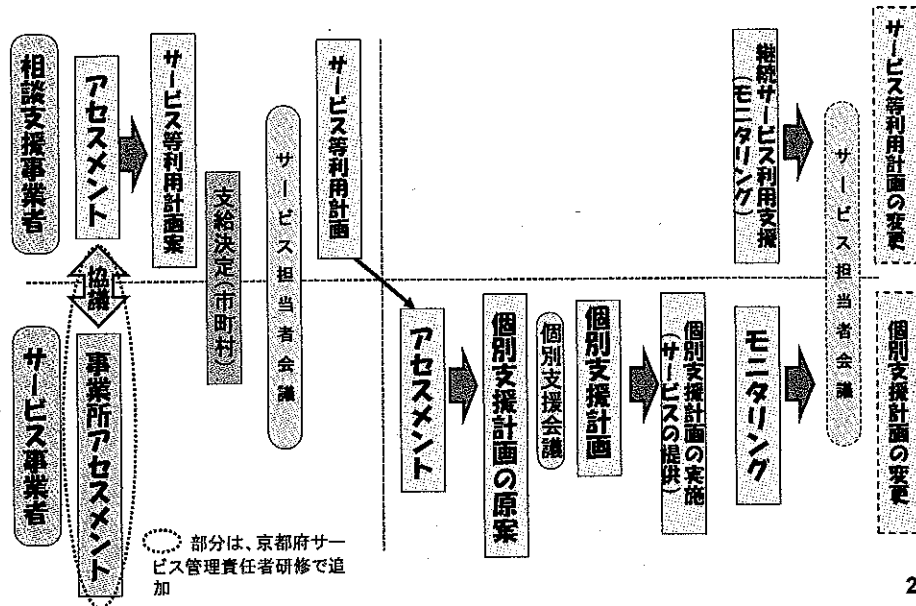 相談支援事業者
アセスメント
サービス等利用計画案
支給決定(市町村)
サービス担当者会議
サービス等利用計画
継続サービス利用支援
(モニタリング)
サービス担当者会議
サービス等利用計画の変更
協議
サービス事業者
事業所アセスメント
アセスメント
個別支援計画の原案
個別支援会議
個別支援計画
個別支援計画の実施
(サービスの提供)
モニタリング
個別支援計画の変更
部分は、京都府サー
ビス管理責任者研修で追
加
2